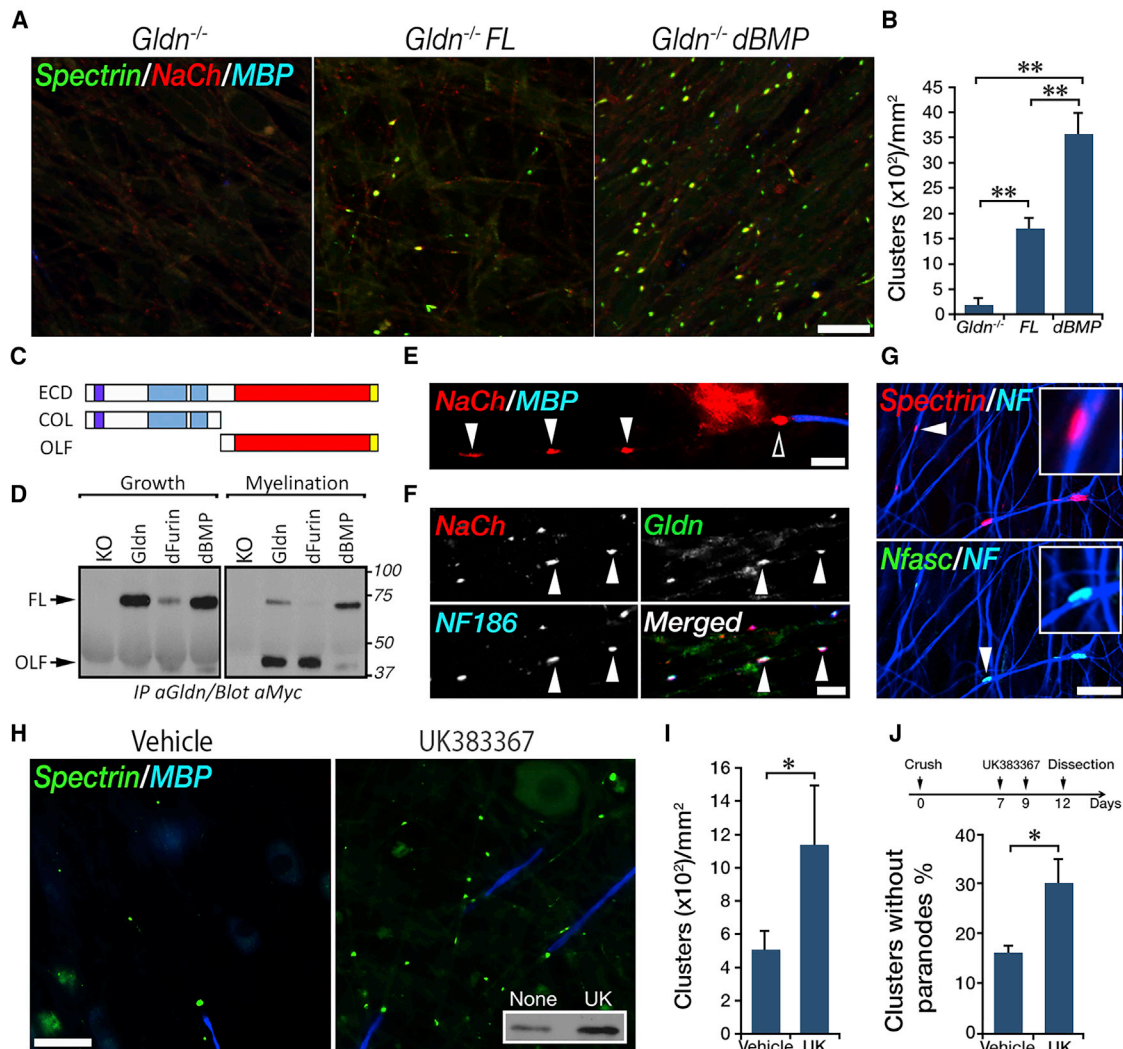 A
Gldn-/-
Gldn-/- FL
Gldn-/- dBMP
Spectrin/NaCh/MBP
B
**
**
**
Clusters (x10²)/mm²
45
40
35
30
25
20
15
10
5
0
Gldn-/-
FL
dBMP
C
ECD
COL
OLF
D
Growth
Myelination
KO
Gldn
dFurin
dBMP
KO
Gldn
dFurin
dBMP
FL
OLF
100
75
50
37
IP aGldn/Blot aMyc
E
NaCh/MBP
F
NaCh
Gldn
NF186
Merged
G
Spectrin/NF
Nfasc/NF
H
Vehicle
UK383367
Spectrin/MBP
None
UK
I
*
Clusters (x10²)/mm²
16
14
12
10
8
6
4
2
0
Vehicle
UK
J
Crush
UK383367
Dissection
0
7
9
12
Days
*
Clusters without
paranodes %
40
30
20
10
0
Vehicle
UK